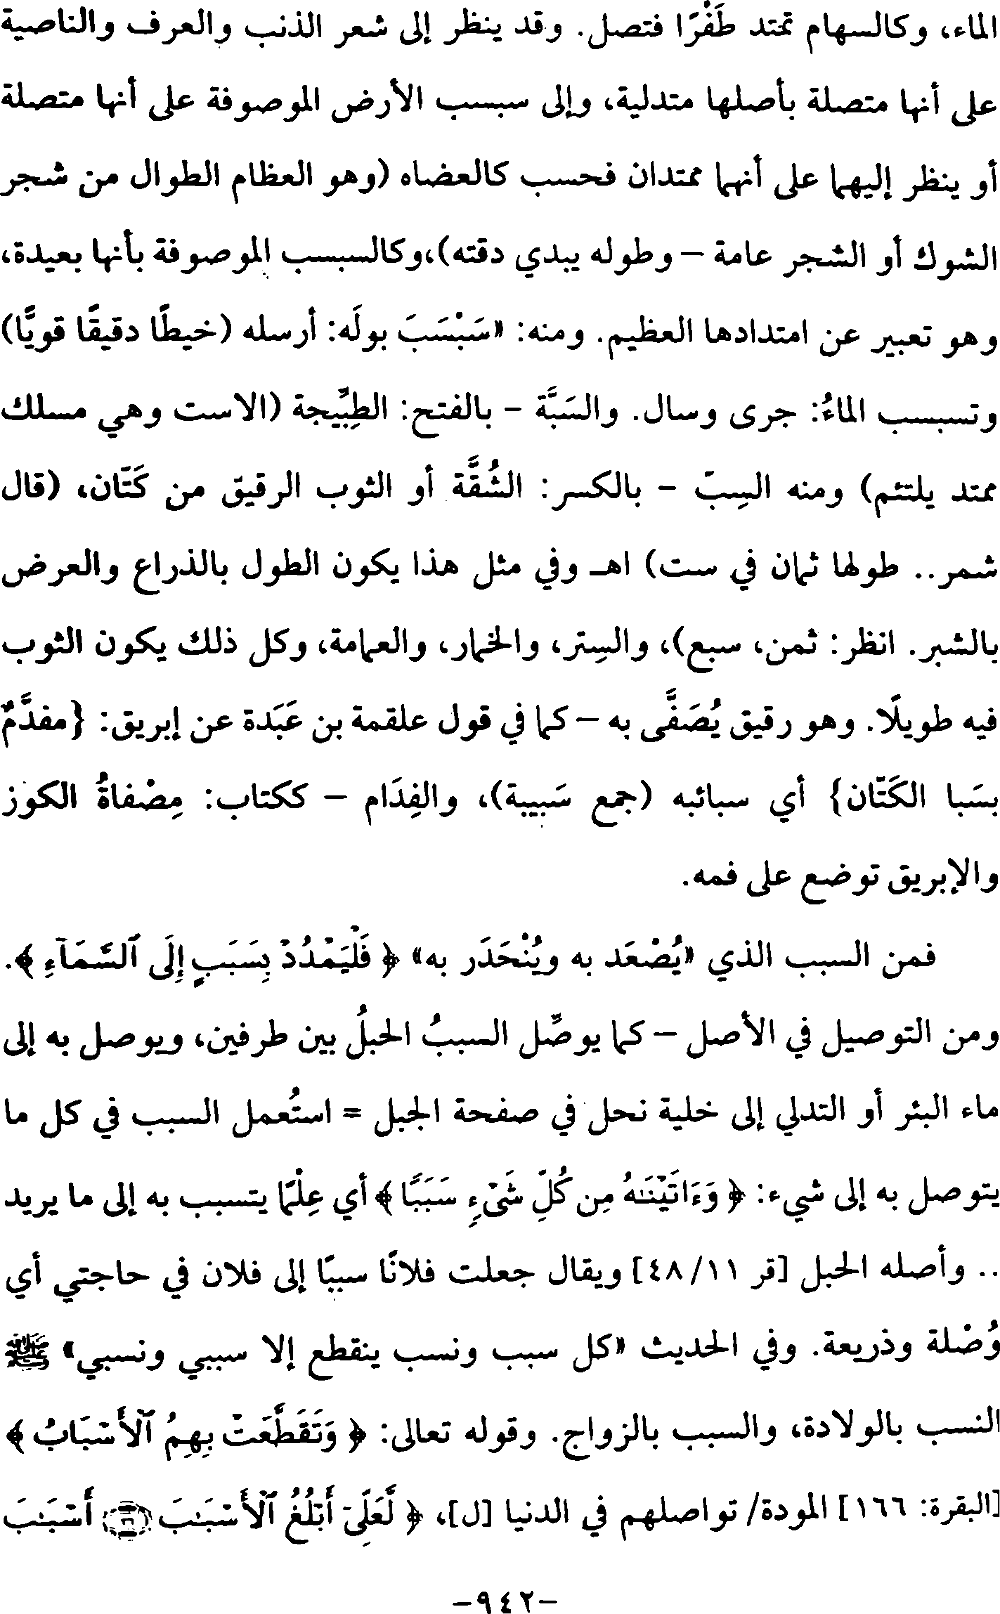 الماء، وكالسهام تمتد طَفْرًا فتصل. وقد ينظر إلى شعر الذنب والعرف والناصية
على أنها متصلة بأصلها متدلية، وإلى سبسب الأرض الموصوفة على أنها متصلة
أو ينظر إليهما على أنهما ممتدان فحسب كالعضاه (وهو العظام الطوال من شجر
الشوك أو الشجر عامة – وطوله يبدي دقته)،وكالسبسب الموصوفة بأنها بعيدة،
وهو تعبير عن امتدادها العظيم. ومنه: «سَبْسَبَ بولَه: أرسله (خيطًا دقيقًا قويًّا)
وتسبسب الماءُ: جرى وسال. والسَبَّة – بالفتح: الطِبِّيجة (الاست وهي مسلك
ممتد يلتئم) ومنه السِبّ – بالكسر: الشُقَّة أو الثوب الرقيق من كَتّان، (قال
شمر.. طولها ثمان في ست) اهـ وفي مثل هذا يكون الطول بالذراع والعرض
بالشبر. انظر: ثمن، سبع)، والسِتر، والخمار، والعمامة، وكل ذلك يكون الثوب
فيه طويلًا. وهو رقيق يُصَفَّى به – كما في قول علقمة بن عَبَدة عن إبريق: {مفدَّمٌ
بسَبا الكَتّان} أي سبائبه (جمع سَبيبة)، والفِدَام – ككتاب: مِصْفاةُ الكوز
والإبريق توضع على فمه.
فمن السبب الذي «يُصْعَد به ويُنْحَدَر به» ﴿ فَلْيَمْدُدْ بِسَبَبٍ إِلَى ٱلسَّمَآءِ ﴾.
ومن التوصيل في الأصل – كما يوصِّل السببُ الحبلُ بين طرفين، ويوصل به إلى
ماء البئر أو التدلي إلى خلية نحل في صفحة الجبل = استُعمل السبب في كل ما
يتوصل به إلى شيء: ﴿ وَءَاتَيْنَٰهُ مِن كُلِّ شَىْءٍ سَبَبًا ﴾ أي عِلْمًا يتسبب به إلى ما يريد
.. وأصله الحبل [قر ١١/٤٨] ويقال جعلت فلانًا سببًا إلى فلان في حاجتي أي
وُصْلة وذريعة. وفي الحديث «كل سبب ونسب ينقطع إلا سببي ونسبي» ﷺ
النسب بالولادة، والسبب بالزواج. وقوله تعالى: ﴿ وَتَقَطَّعَتْ بِهِمُ ٱلْأَسْبَابُ ﴾
[البقرة: ١٦٦] المودة/ تواصلهم في الدنيا [ل]، ﴿ لَّعَلِّىٓ أَبْلُغُ ٱلْأَسْبَٰبَ ۝٣٦ أَسْبَٰبَ
-٩٤٢-